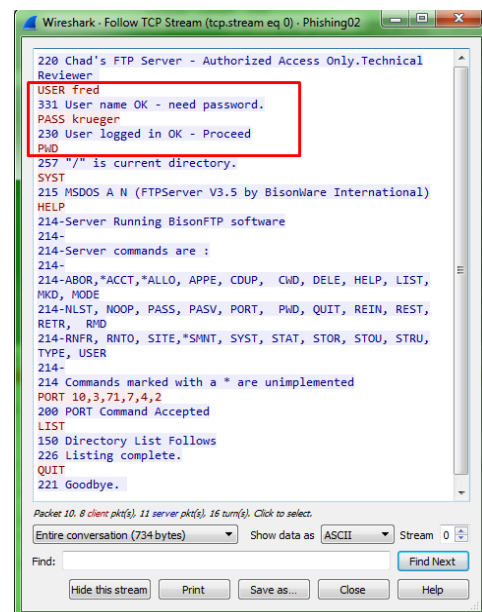 Wireshark · Follow TCP Stream (tcp.stream eq 0) · Phishing02
220 Chad's FTP Server - Authorized Access Only.Technical
Reviewer
USER fred
331 User name OK - need password.
PASS krueger
230 User logged in OK - Proceed
PWD
257 "/" is current directory.
SYST
215 MSDOS A N (FTPServer V3.5 by BisonWare International)
HELP
214-Server Running BisonFTP software
214-
214-Server commands are :
214-
214-ABOR,*ACCT,*ALLO, APPE, CDUP,  CWD, DELE, HELP, LIST,
MKD, MODE
214-NLST, NOOP, PASS, PASV, PORT,  PWD, QUIT, REIN, REST,
RETR,  RMD
214-RNFR, RNTO, SITE,*SMNT, SYST, STAT, STOR, STOU, STRU,
TYPE, USER
214-
214 Commands marked with a * are unimplemented
PORT 10,3,71,7,4,2
200 PORT Command Accepted
LIST
150 Directory List Follows
226 Listing complete.
QUIT
221 Goodbye.
Packet 10. 8 client pkt(s), 11 server pkt(s), 16 turn(s). Click to select.
Entire conversation (734 bytes) Show data as ASCII Stream 0
Find: Find Next
Hide this stream Print Save as... Close Help